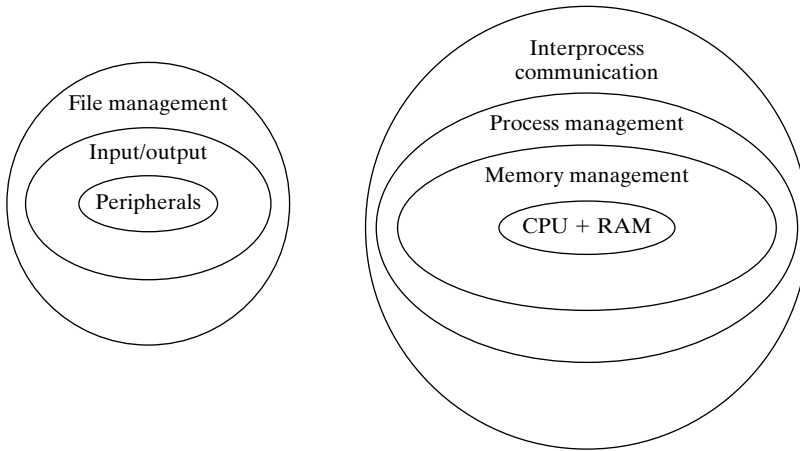 File management
Input/output
Peripherals
Interprocess
communication
Process management
Memory management
CPU + RAM